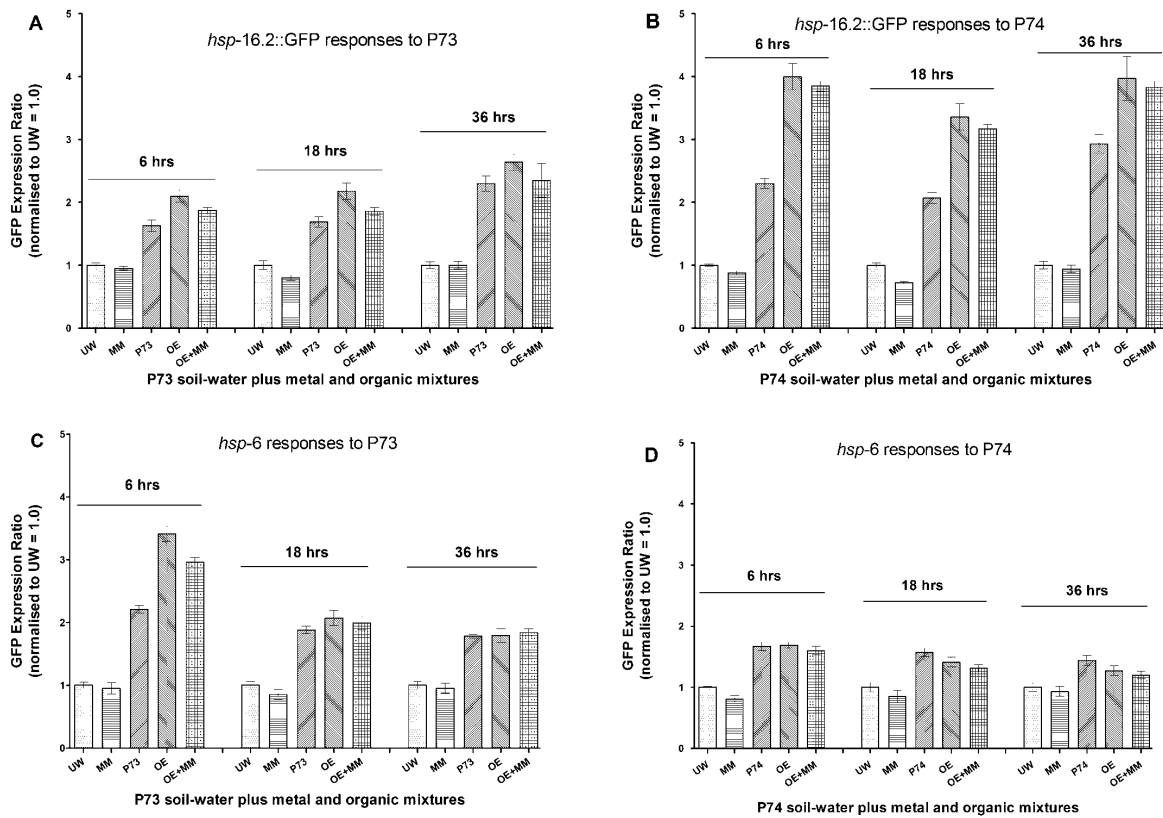 A
hsp-16.2::GFP responses to P73
GFP Expression Ratio
(normalised to UW = 1.0)
5
4
3
2
1
0
6 hrs
18 hrs
36 hrs
UW
MM
P73
OE
OE+MM
UW
MM
P73
OE
OE+MM
UW
MM
P73
OE
OE+MM
P73 soil-water plus metal and organic mixtures
B
hsp-16.2::GFP responses to P74
GFP Expression Ratio
(normalised to UW = 1.0)
5
4
3
2
1
0
6 hrs
18 hrs
36 hrs
UW
MM
P74
OE
OE+MM
UW
MM
P74
OE
OE+MM
UW
MM
P74
OE
OE+MM
P74 soil-water plus metal and organic mixtures
C
hsp-6 responses to P73
GFP Expression Ratio
(normalised to UW = 1.0)
5
4
3
2
1
0
6 hrs
18 hrs
36 hrs
UW
MM
P73
OE
OE+MM
UW
MM
P73
OE
OE+MM
UW
MM
P73
OE
OE+MM
P73 soil-water plus metal and organic mixtures
D
hsp-6 responses to P74
GFP Expression Ratio
(normalised to UW = 1.0)
5
4
3
2
1
0
6 hrs
18 hrs
36 hrs
UW
MM
P74
OE
OE+MM
UW
MM
P74
OE
OE+MM
UW
MM
P74
OE
OE+MM
P74 soil-water plus metal and organic mixtures